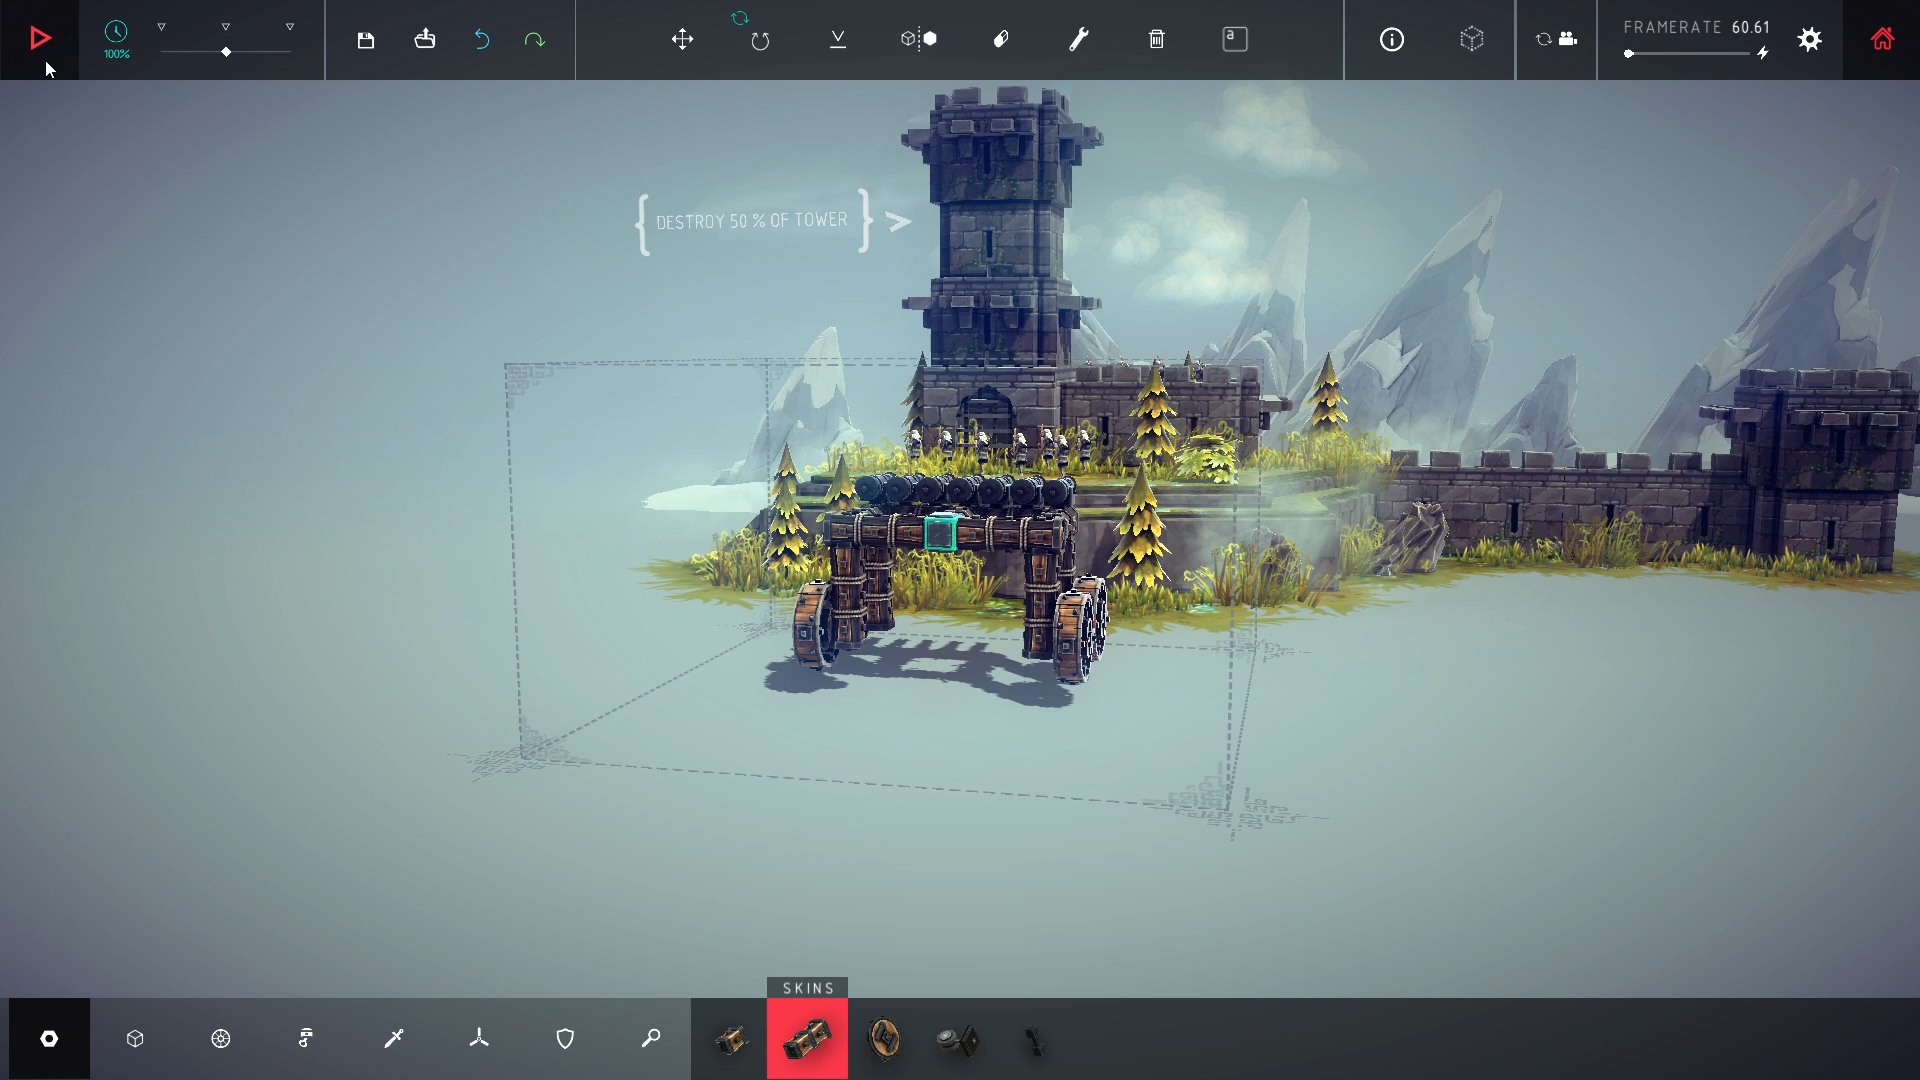 100%
a
FRAMERATE 60.61
{ DESTROY 50 % OF TOWER } >
SKINS